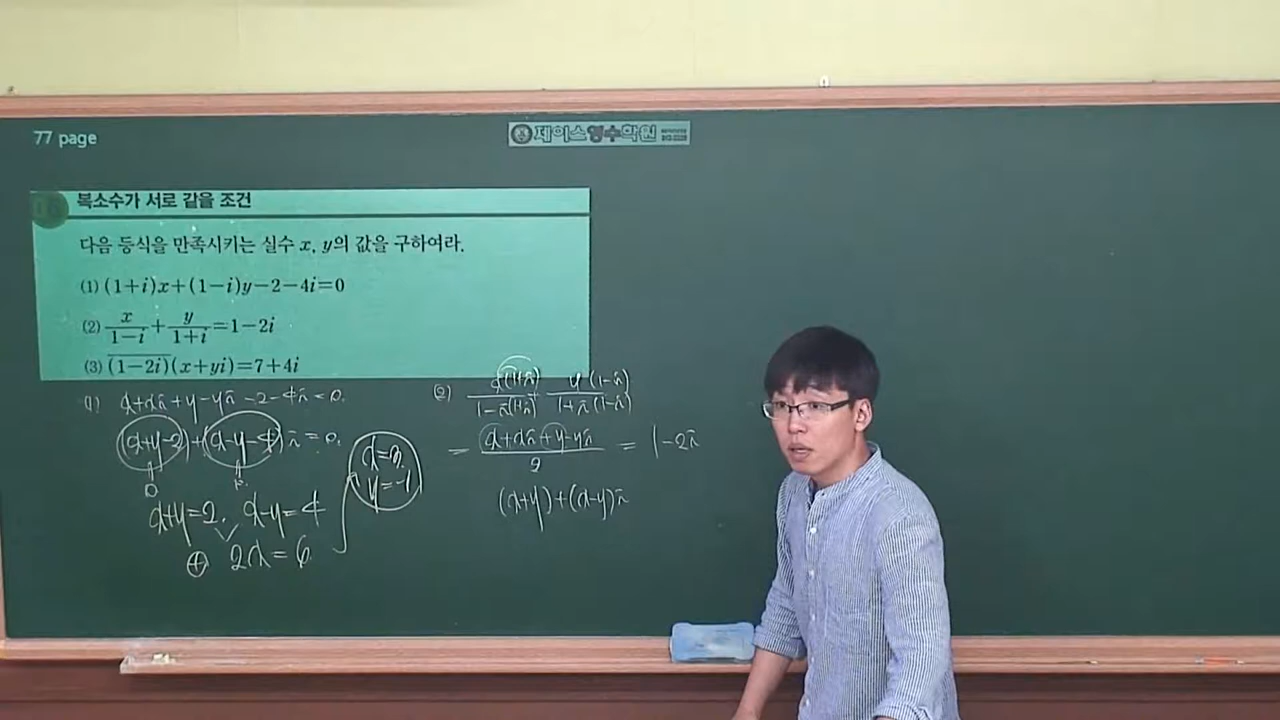 77 page
제이스영수학원
복소수가 서로 같을 조건
다음 등식을 만족시키는 실수 x, y의 값을 구하여라.
(1) (1+i)x+(1−i)y−2−4i=0
(2) x/(1−i) + y/(1+i) = 1−2i
(3) \overline{(1−2i)}(x+yi)=7+4i
1) x+xi+y−yi−2−4i=0.
(x+y−2)+(x−y−4)i=0.
x+y=2, x−y=4
⊕ 2x=6
x=3
y=−1
(2) x(1+i)/1−i(1+i) y(1−i)/1+i(1−i)
= x+xi+y−yi/2 = 1−2i
(x+y)+(x−y)i